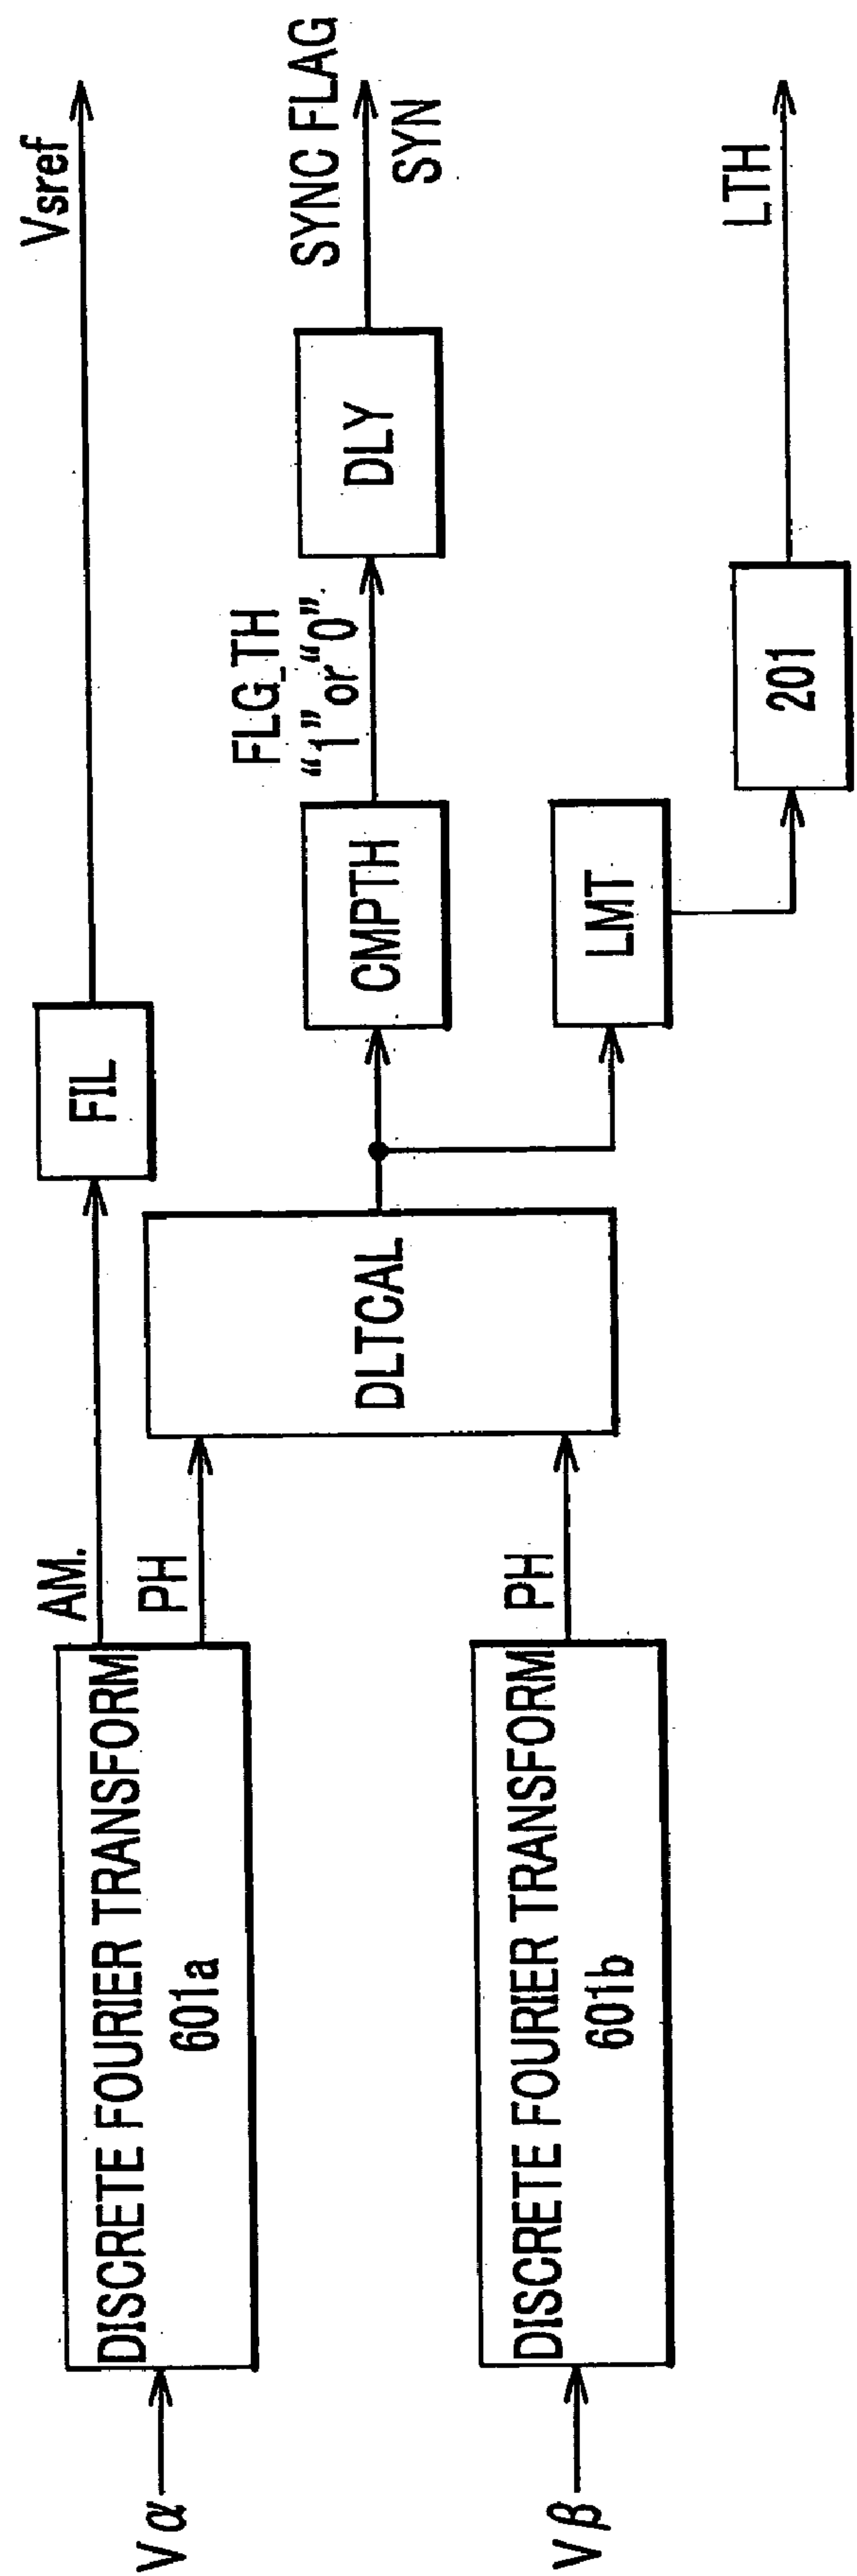 Vα
DISCRETE FOURIER TRANSFORM
601a
AM.
PH
FIL
Vsref
Vβ
DISCRETE FOURIER TRANSFORM
601b
PH
DLTCAL
CMPTH
FLG_TH
“1” or “0”
DLY
SYNC FLAG
SYN
LMT
201
LTH